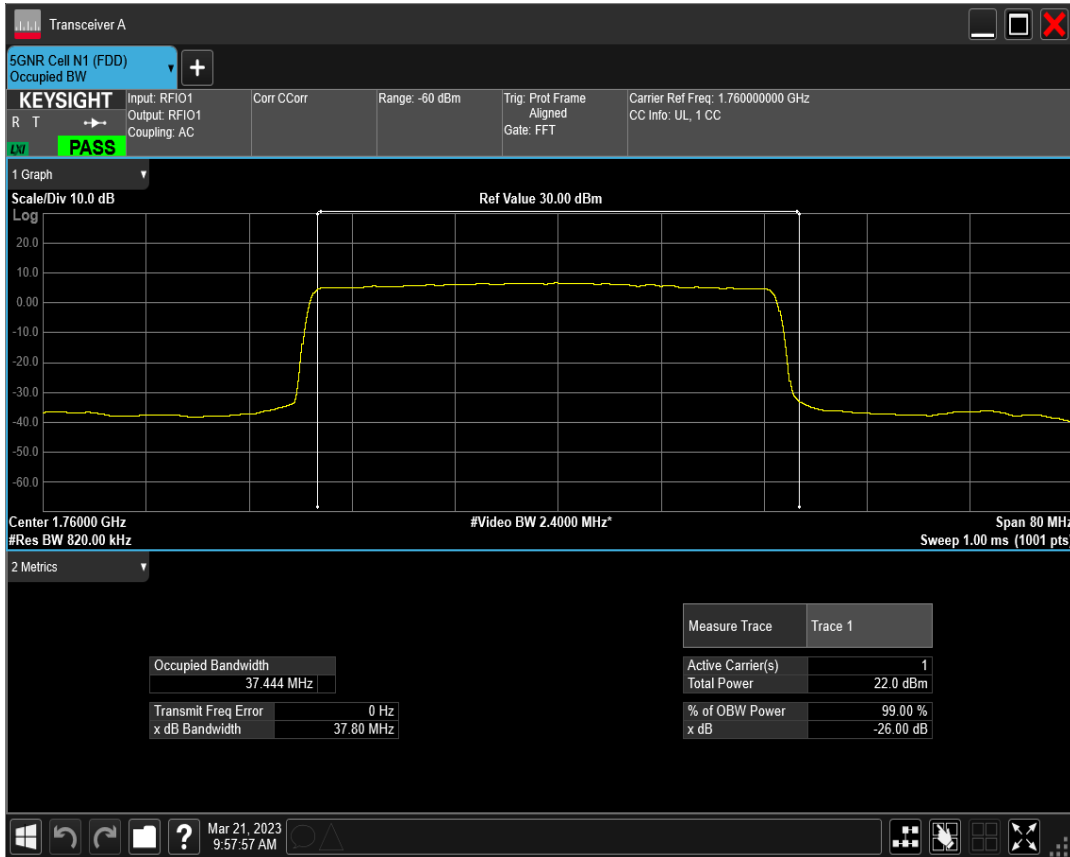 Transceiver A
5GNR Cell N1 (FDD)
Occupied BW
+
KEYSIGHT
R T
LXI
PASS
Input: RFIO1
Output: RFIO1
Coupling: AC
Corr CCorr
Range: -60 dBm
Trig: Prot Frame
Aligned
Gate: FFT
Carrier Ref Freq: 1.760000000 GHz
CC Info: UL, 1 CC
1 Graph
Scale/Div 10.0 dB
Ref Value 30.00 dBm
Log
20.0
10.0
0.00
-10.0
-20.0
-30.0
-40.0
-50.0
-60.0
Center 1.76000 GHz
#Video BW 2.4000 MHz*
Span 80 MHz
#Res BW 820.00 kHz
Sweep 1.00 ms (1001 pts)
2 Metrics
Measure Trace Trace 1
Occupied Bandwidth
37.444 MHz
Active Carrier(s) 1
Total Power 22.0 dBm
Transmit Freq Error 0 Hz
x dB Bandwidth 37.80 MHz
% of OBW Power 99.00 %
x dB -26.00 dB
?
Mar 21, 2023
9:57:57 AM